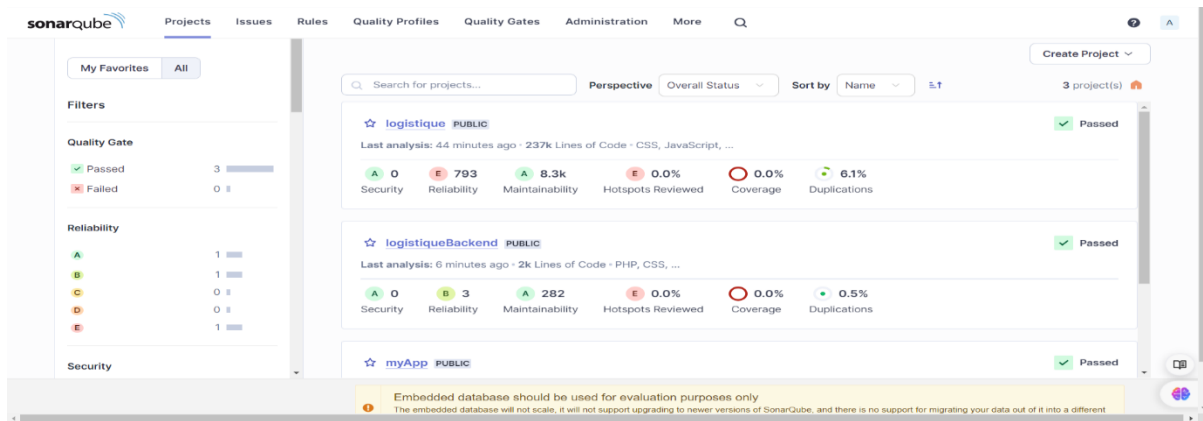 sonarqube Projects Issues Rules Quality Profiles Quality Gates Administration More A
My Favorites All
Filters
Quality Gate
Passed 3
Failed 0
Reliability
A 1
B 1
C 0
D 0
E 1
Security
Create Project
Search for projects... Perspective Overall Status Sort by Name 3 project(s)
logistique PUBLIC Passed
Last analysis: 44 minutes ago · 237k Lines of Code · CSS, JavaScript, ...
A 0 E 793 A 8.3k E 0.0% 0.0% 6.1%
Security Reliability Maintainability Hotspots Reviewed Coverage Duplications
logistiqueBackend PUBLIC Passed
Last analysis: 6 minutes ago · 2k Lines of Code · PHP, CSS, ...
A 0 B 3 A 282 E 0.0% 0.0% 0.5%
Security Reliability Maintainability Hotspots Reviewed Coverage Duplications
myApp PUBLIC Passed
Embedded database should be used for evaluation purposes only
The embedded database will not scale, it will not support upgrading to newer versions of SonarQube, and there is no support for migrating your data out of it into a different